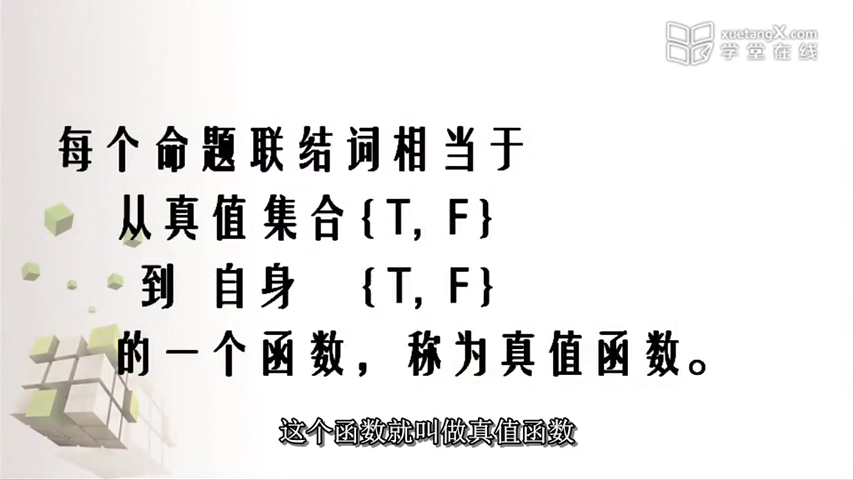 xuetangX.com
学堂在线
每个命题联结词相当于
从真值集合{T, F}
到 自身 {T, F}
的一个函数，称为真值函数。
这个函数就叫做真值函数